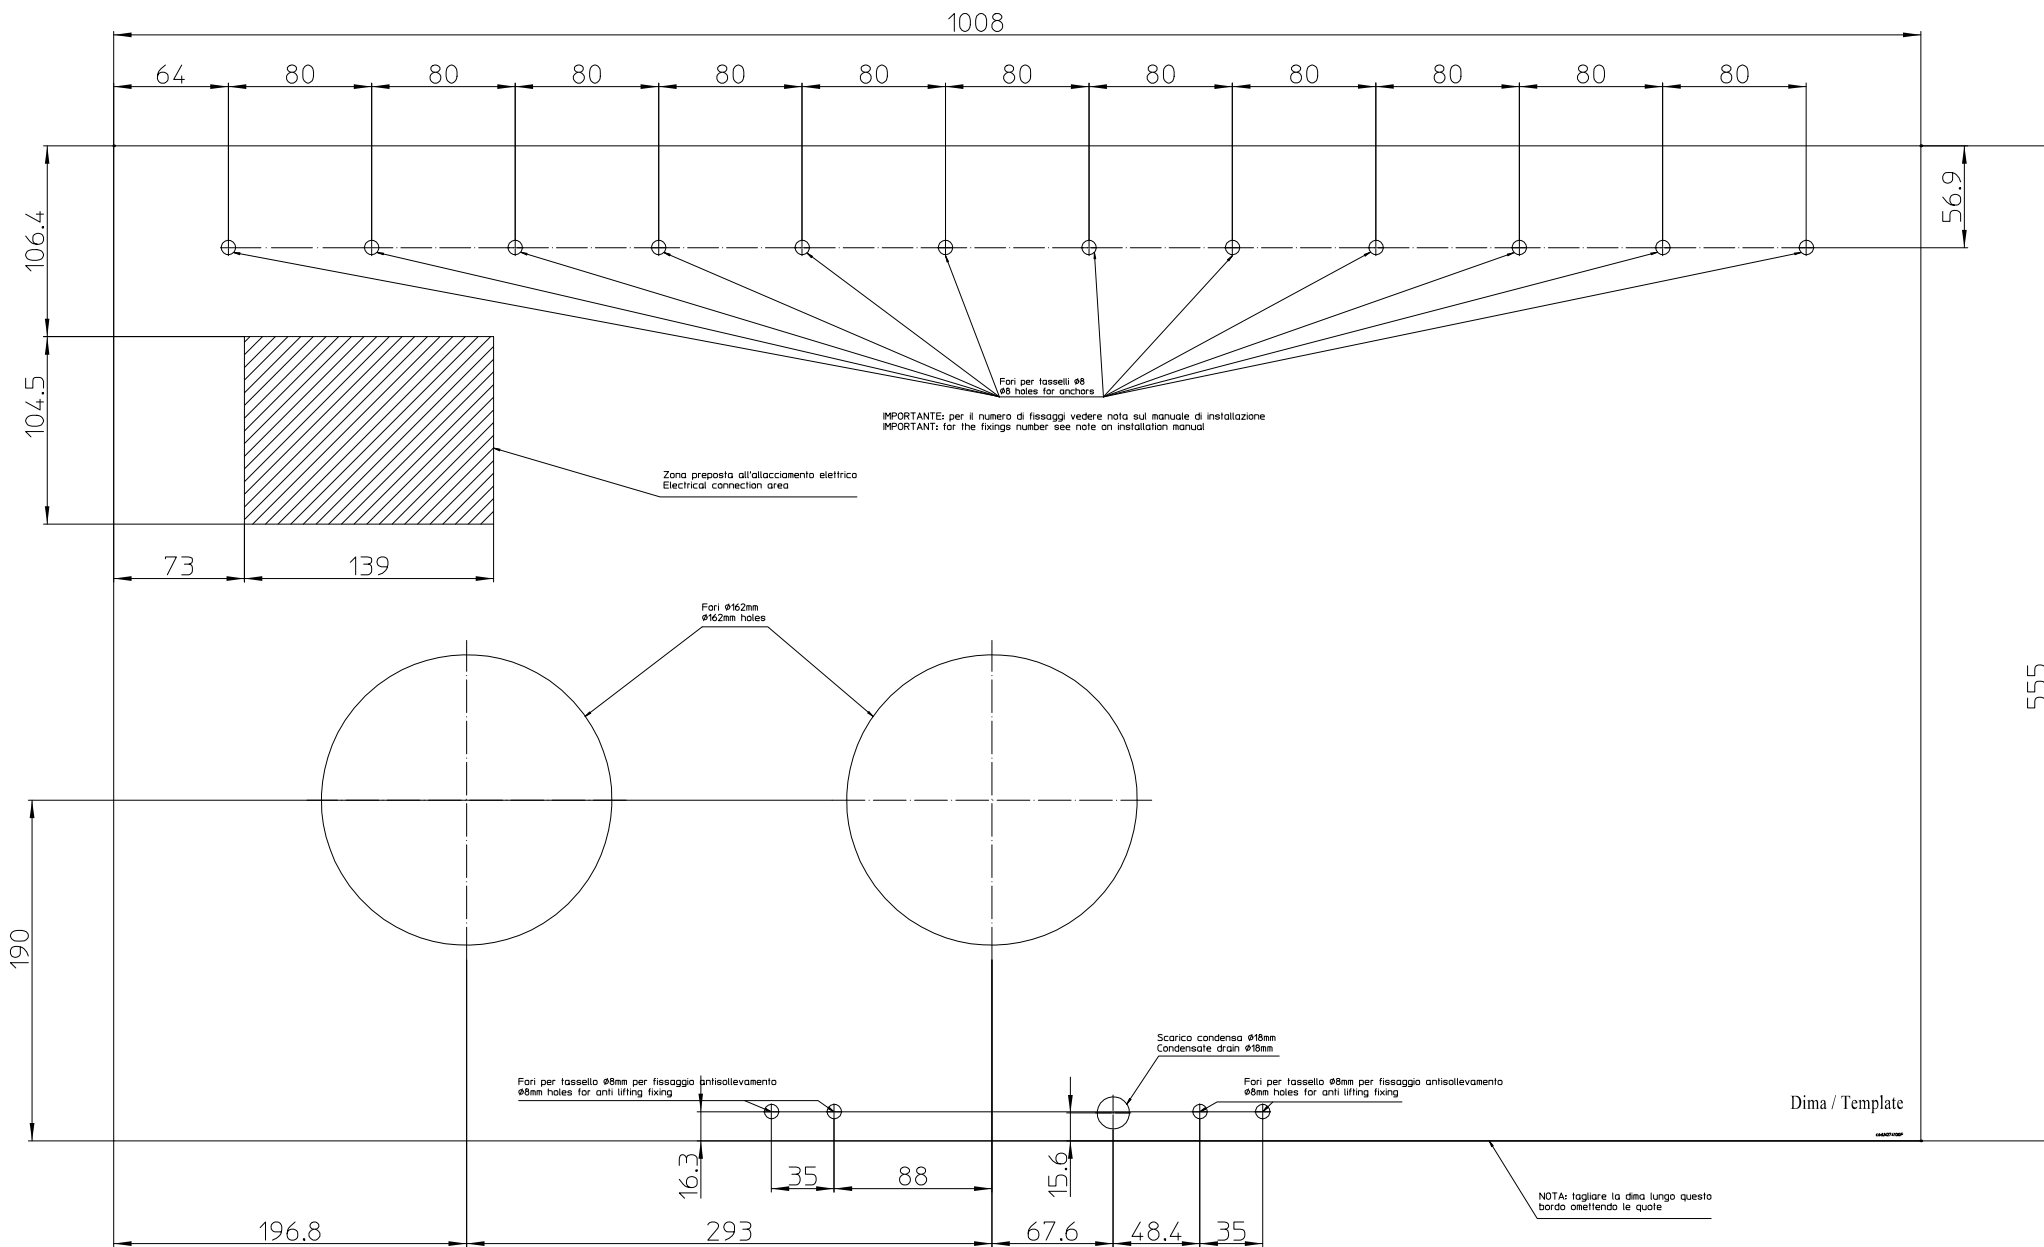 1008
64 80 80 80 80 80 80 80 80 80 80 80
56.9
106.4
104.5
Fori per tasselli Ø8
Ø8 holes for anchors
IMPORTANTE: per il numero di fissaggi vedere nota sul manuale di installazione
IMPORTANT: for the fixings number see note on installation manual
Zona preposta all'allacciamento elettrico
Electrical connection area
73 139
Fori Ø162mm
Ø162mm holes
555
190
Scarico condensa Ø18mm
Condensate drain Ø18mm
Fori per tassello Ø8mm per fissaggio antisollevamento
Ø8mm holes for anti lifting fixing
Fori per tassello Ø8mm per fissaggio antisollevamento
Ø8mm holes for anti lifting fixing
Dima / Template
16.3 35 88 15.6
NOTA: tagliare la dima lungo questo
bordo omettendo le quote
196.8 293 67.6 48.4 35